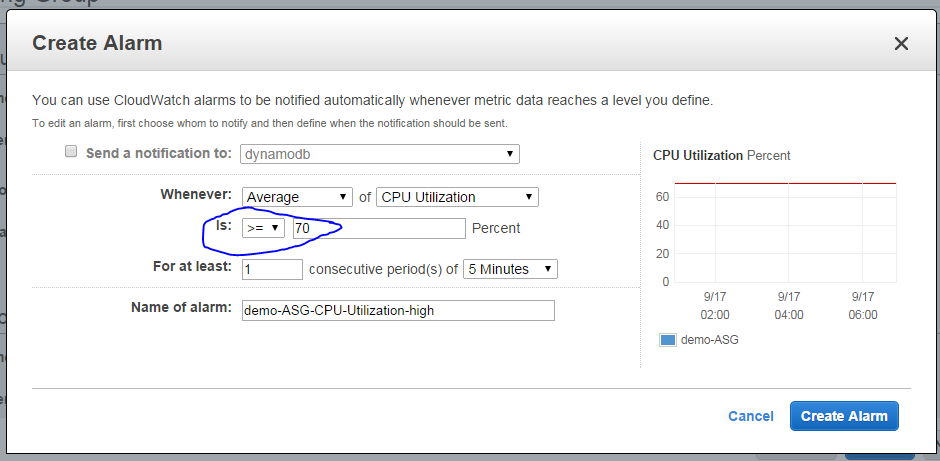 Create Alarm
You can use CloudWatch alarms to be notified automatically whenever metric data reaches a level you define.
To edit an alarm, first choose whom to notify and then define when the notification should be sent.
Send a notification to: dynamodb
Whenever: Average of CPU Utilization
Is: >= 70 Percent
For at least: 1 consecutive period(s) of 5 Minutes
Name of alarm: demo-ASG-CPU-Utilization-high
CPU Utilization Percent
60
40
20
0
9/17 9/17 9/17
02:00 04:00 06:00
demo-ASG
Cancel Create Alarm